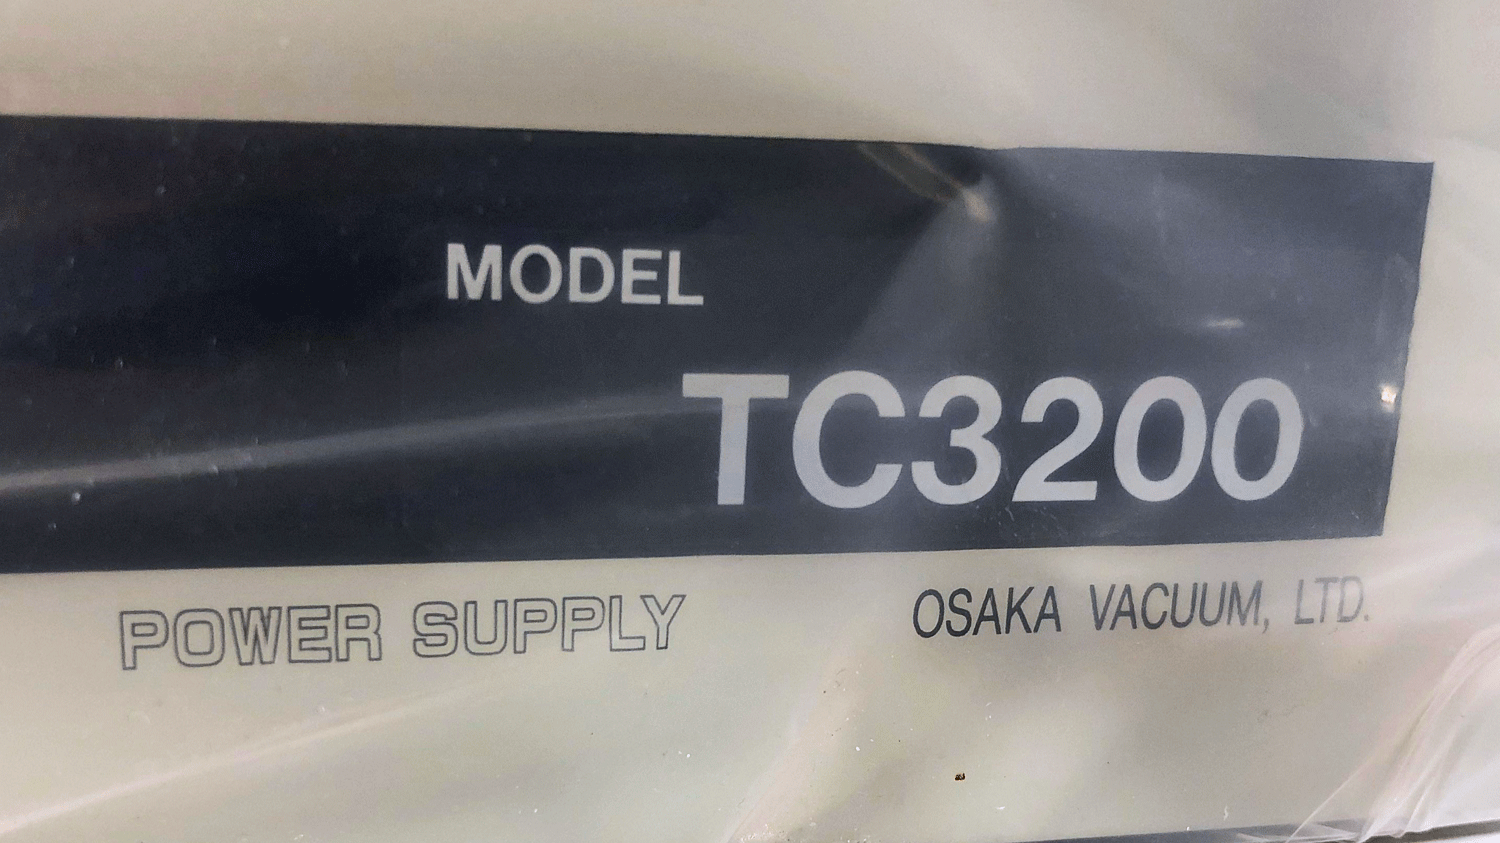 MODEL
TC3200
POWER SUPPLY
OSAKA VACUUM, LTD.